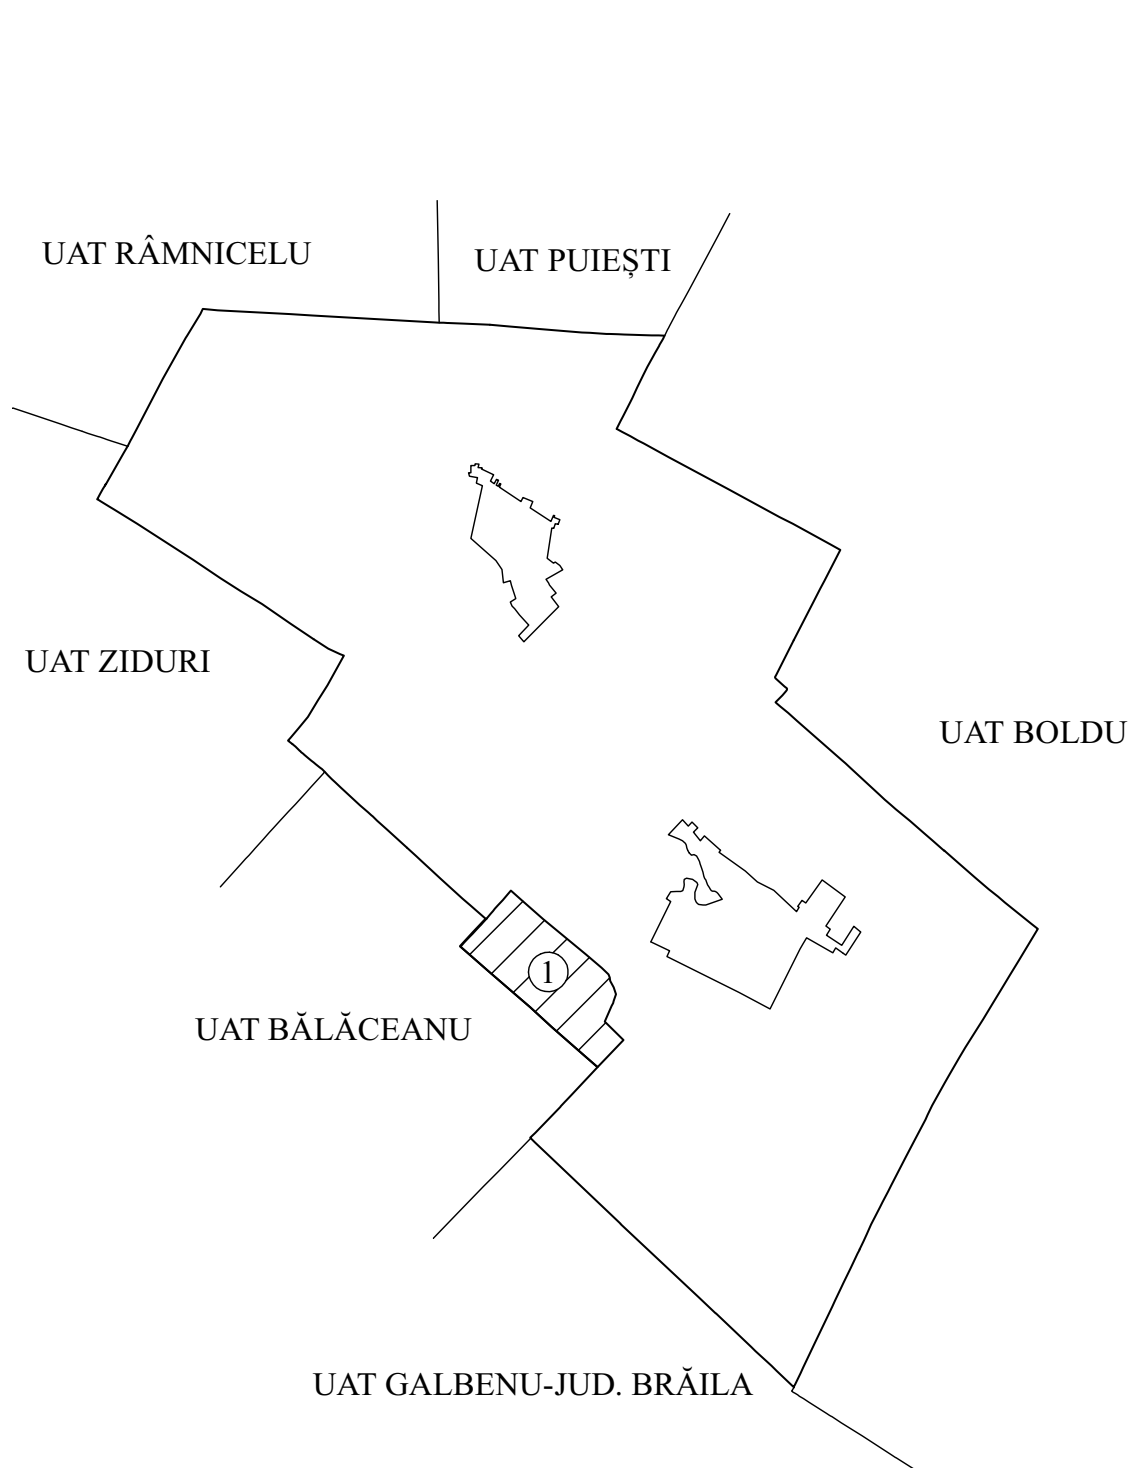 UAT RÂMNICELU
UAT PUIEȘTI
UAT ZIDURI
UAT BOLDU
1
UAT BĂLĂCEANU
UAT GALBENU-JUD. BRĂILA